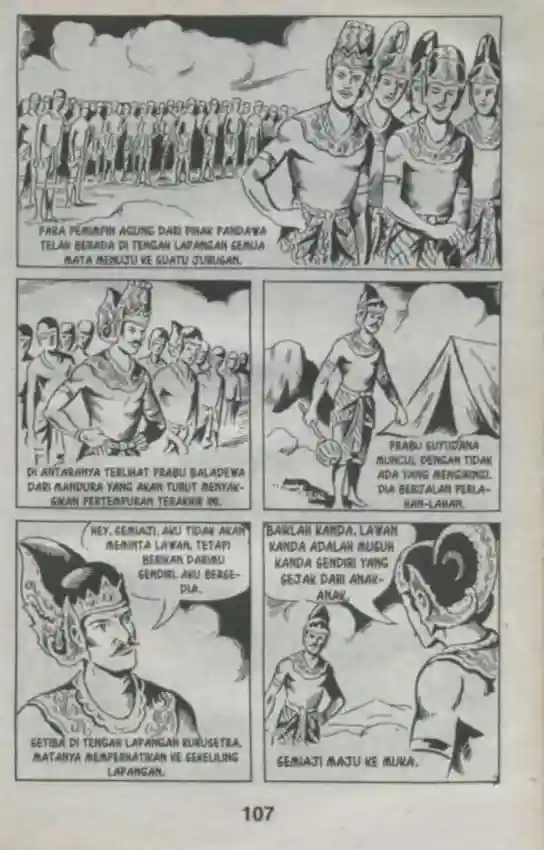 PARA PEMIMPIN AGUNG DARI PIHAK PANDAWA
TELAH BERADA DI TENGAH LAPANGAN SEMUA
MATA MENUJU KE SUATU JURUSAN.
DI ANTARANYA TERLIHAT PRABU BALADEWA
DARI MANDURA YANG AKAN TURUT MENYAK-
SIKAN PERTEMPURAN TERAKHIR INI.
PRABU SUYUDANA
MUNCUL DENGAN TIDAK
ADA YANG MENGIRINGI.
DIA BERJALAN PERLA-
HAN-LAHAN.
HEY, SEMIAJI. AKU TIDAK AKAN
MEMINTA LAWAN, TETAPI
BERIKAN DARIMU
SENDIRI. AKU BERSE-
DIA.
SETIBA DI TENGAH LAPANGAN KURUSETRA,
MATANYA MEMPERHATIKAN KE SEKELILING
LAPANGAN.
BAIKLAH KANDA. LAWAN
KANDA ADALAH MUSUH
KANDA SENDIRI YANG
SEJAK DARI ANAK-
ANAK.
SEMIAJI MAJU KE MUKA.
107